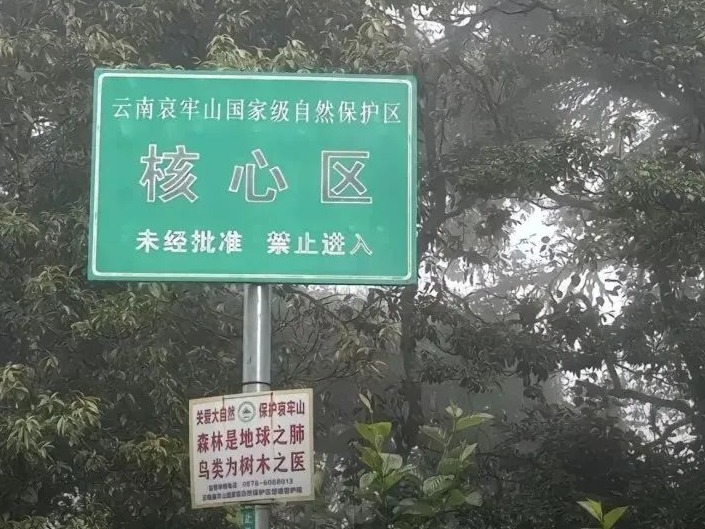 云南哀牢山国家级自然保护区
核心区
未经批准 禁止进入
关爱大自然 保护哀牢山
森林是地球之肺
鸟类为树木之医